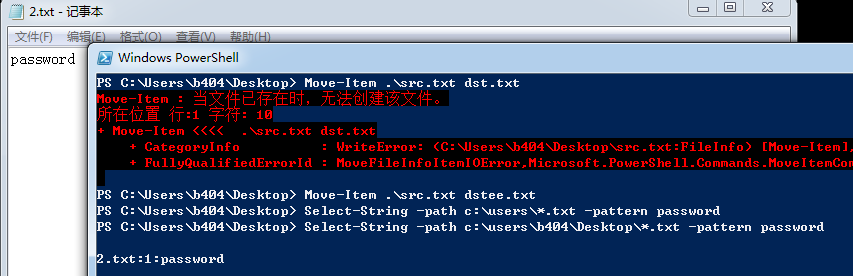 2.txt - 记事本
文件(F) 编辑(E) 格式(O) 查看(V) 帮助(H)
password
Windows PowerShell
PS C:\Users\b404\Desktop> Move-Item .\src.txt dst.txt
Move-Item : 当文件已存在时，无法创建该文件。
所在位置 行:1 字符: 10
+ Move-Item <<<< .\src.txt dst.txt
+ CategoryInfo : WriteError: (C:\Users\b404\Desktop\src.txt:FileInfo) [Move-Item],
+ FullyQualifiedErrorId : MoveFileInfoItemIOError,Microsoft.PowerShell.Commands.MoveItemCom
PS C:\Users\b404\Desktop> Move-Item .\src.txt dstee.txt
PS C:\Users\b404\Desktop> Select-String -path c:\users\*.txt -pattern password
PS C:\Users\b404\Desktop> Select-String -path c:\users\b404\Desktop\*.txt -pattern password
2.txt:1:password